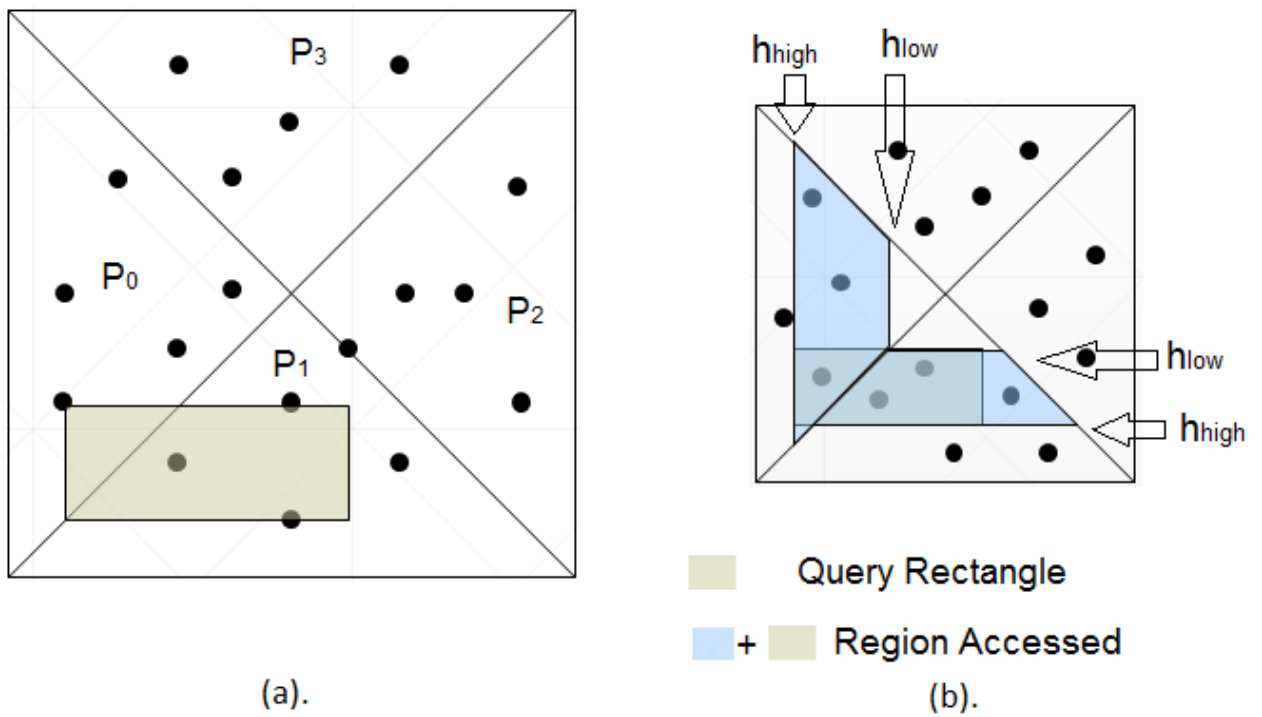 P3
P0
P2
P1
hhigh
hlow
hlow
hhigh
Query Rectangle
+ Region Accessed
(a).
(b).